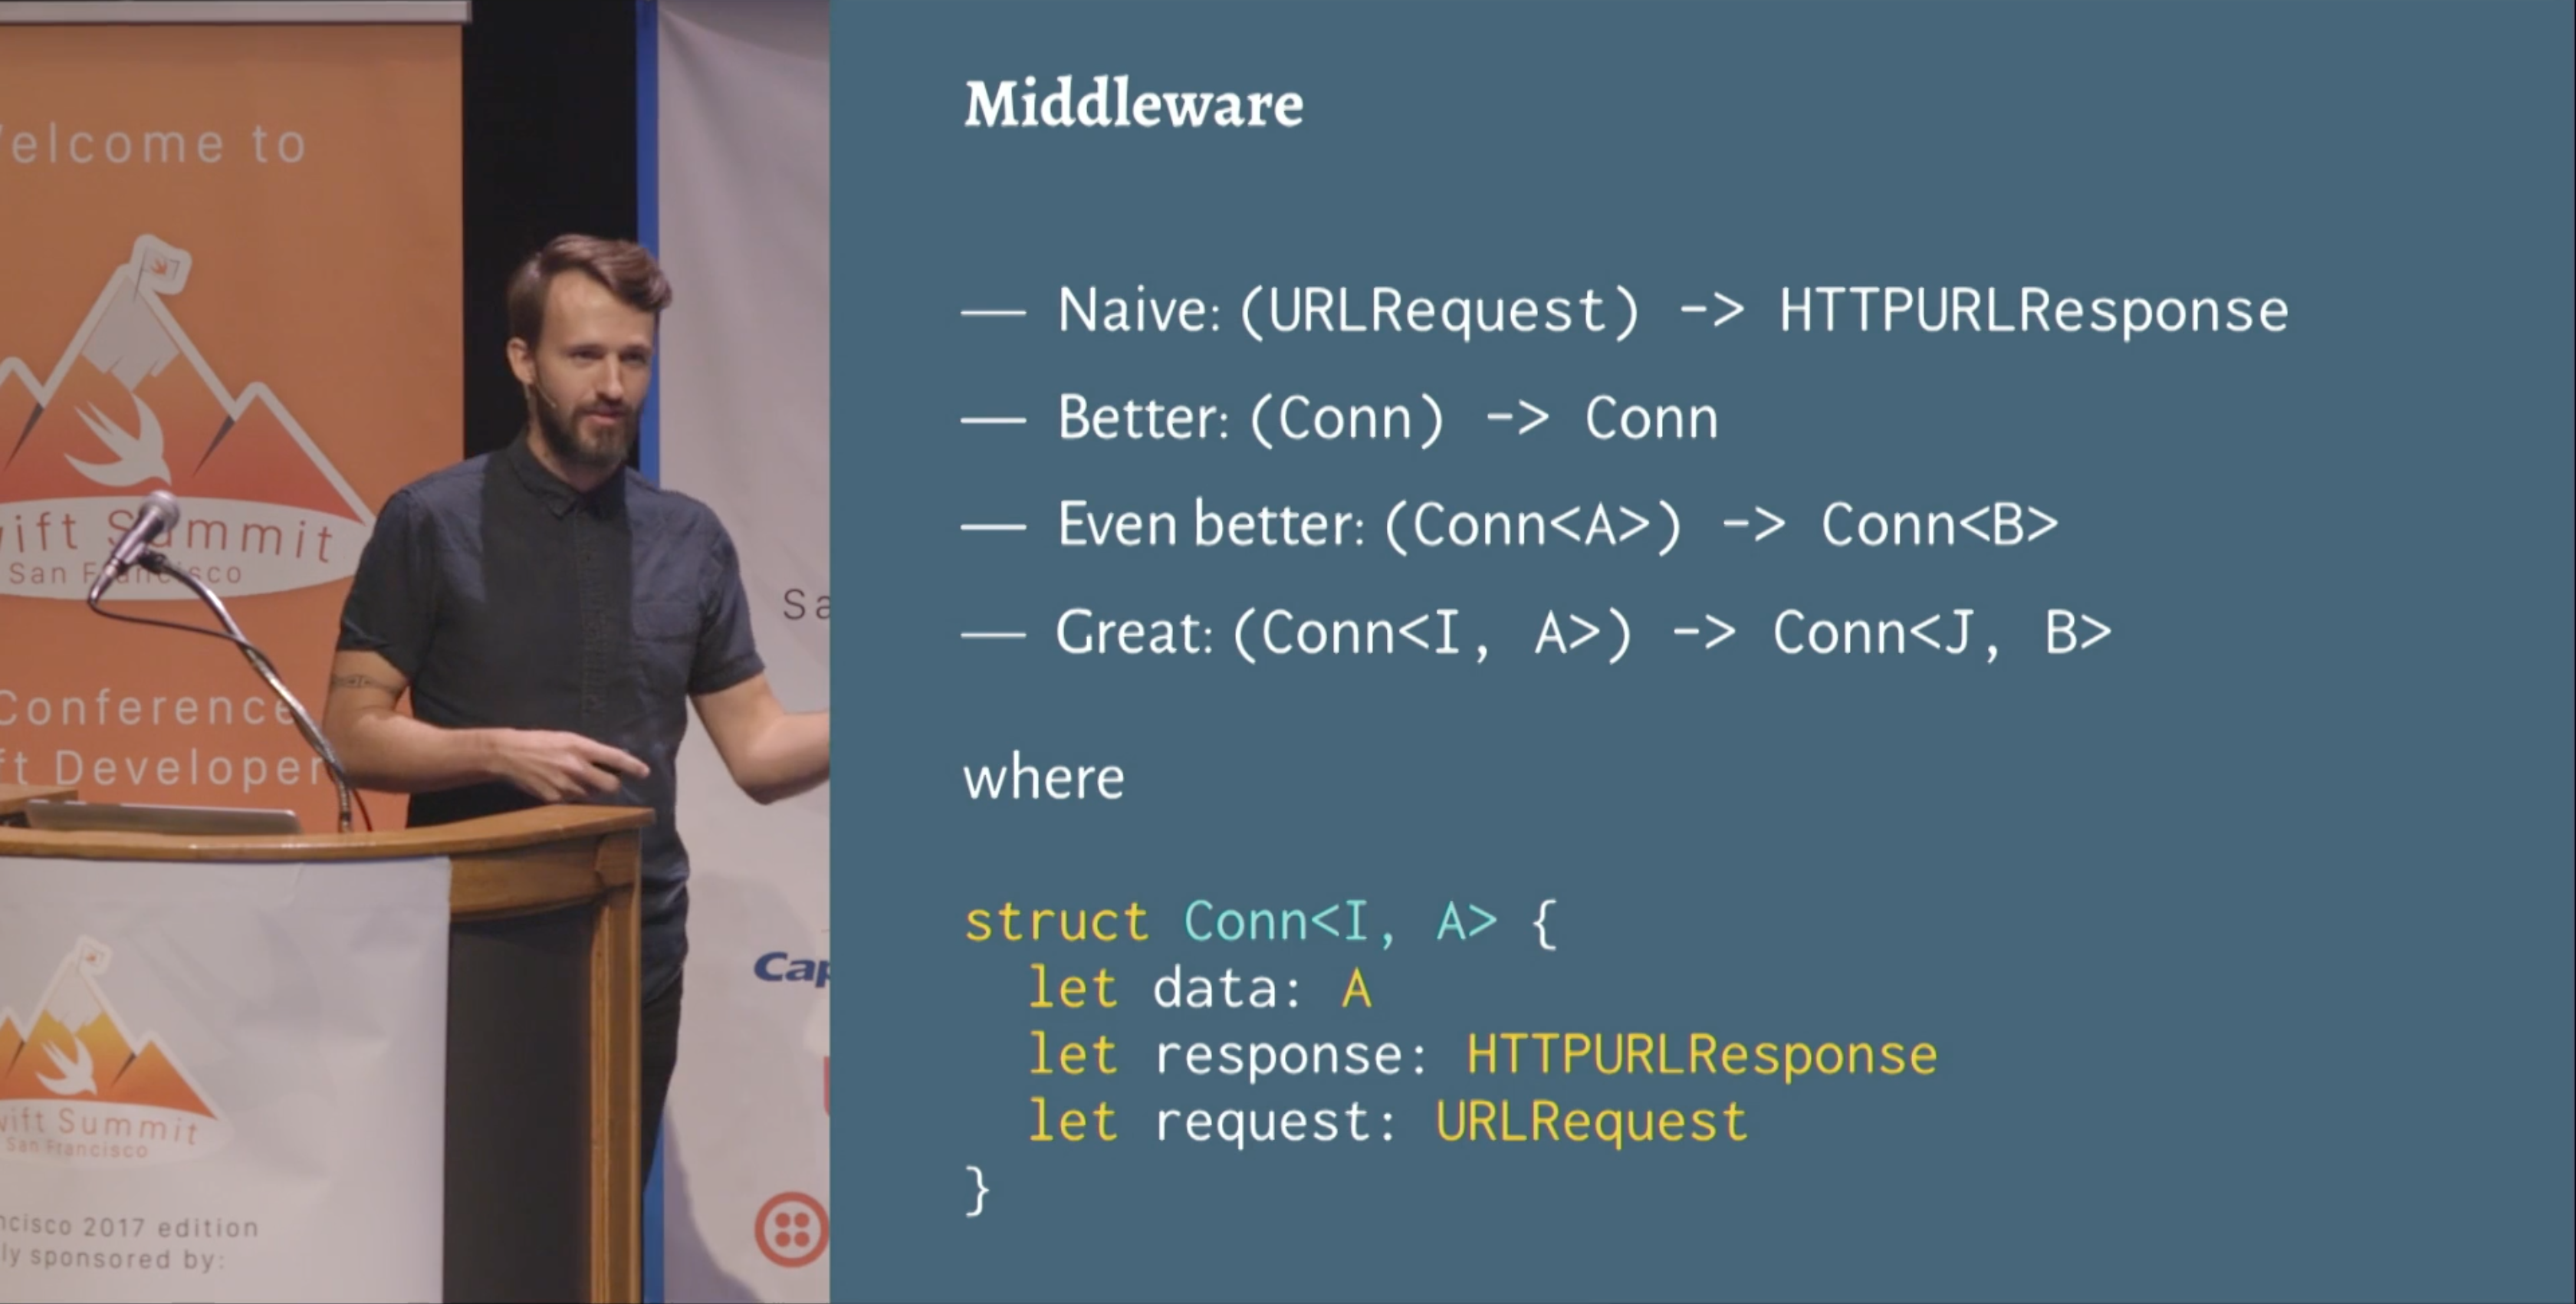 elcome to
ift Summit
San Francisco
Conference
ft Developer
ift Summit
San Francisco
ncisco 2017 edition
ly sponsored by:
Sa
Cap
Middleware
— Naive: (URLRequest) -> HTTPURLResponse
— Better: (Conn) -> Conn
— Even better: (Conn<A>) -> Conn<B>
— Great: (Conn<I, A>) -> Conn<J, B>
where
struct Conn<I, A> {
let data: A
let response: HTTPURLResponse
let request: URLRequest
}